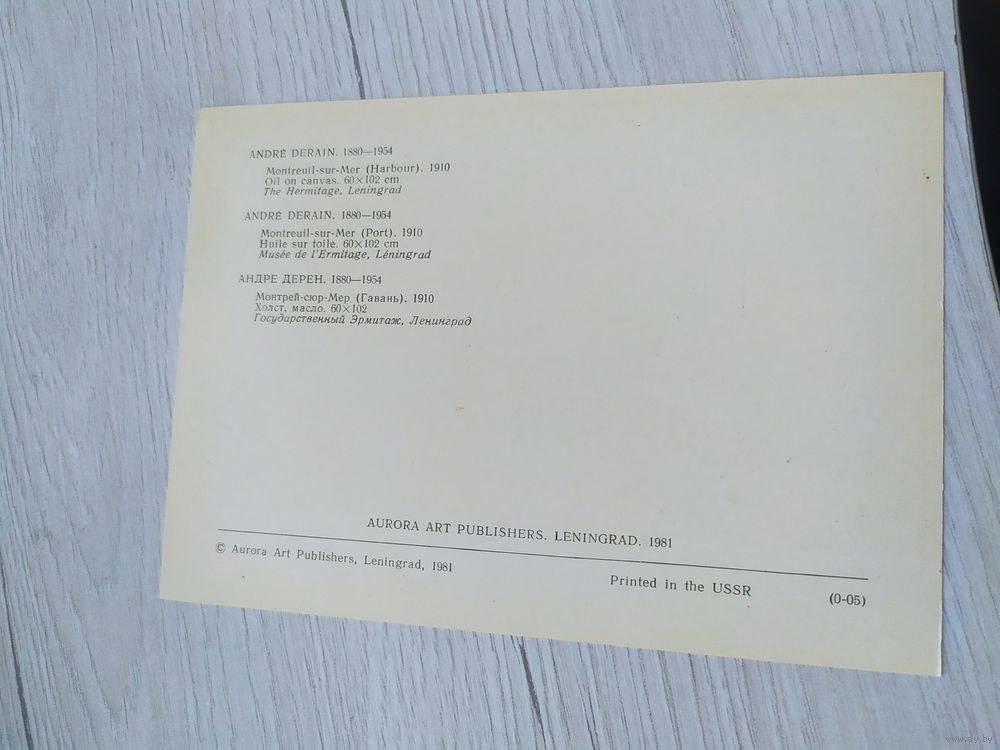 ANDRÉ DERAIN. 1880—1954
Montreuil-sur-Mer (Harbour). 1910
Oil on canvas. 60×102 cm
The Hermitage, Leningrad
ANDRÉ DERAIN. 1880—1954
Montreuil-sur-Mer (Port). 1910
Huile sur toile. 60×102 cm
Musée de l'Ermitage, Léningrad
АНДРЕ ДЕРЕН. 1880—1954
Монтрей-сюр-Мер (Гавань). 1910
Холст, масло. 60×102
Государственный Эрмитаж, Ленинград
AURORA ART PUBLISHERS. LENINGRAD. 1981
© Aurora Art Publishers, Leningrad, 1981
Printed in the USSR
(0-05)
www.ay.by